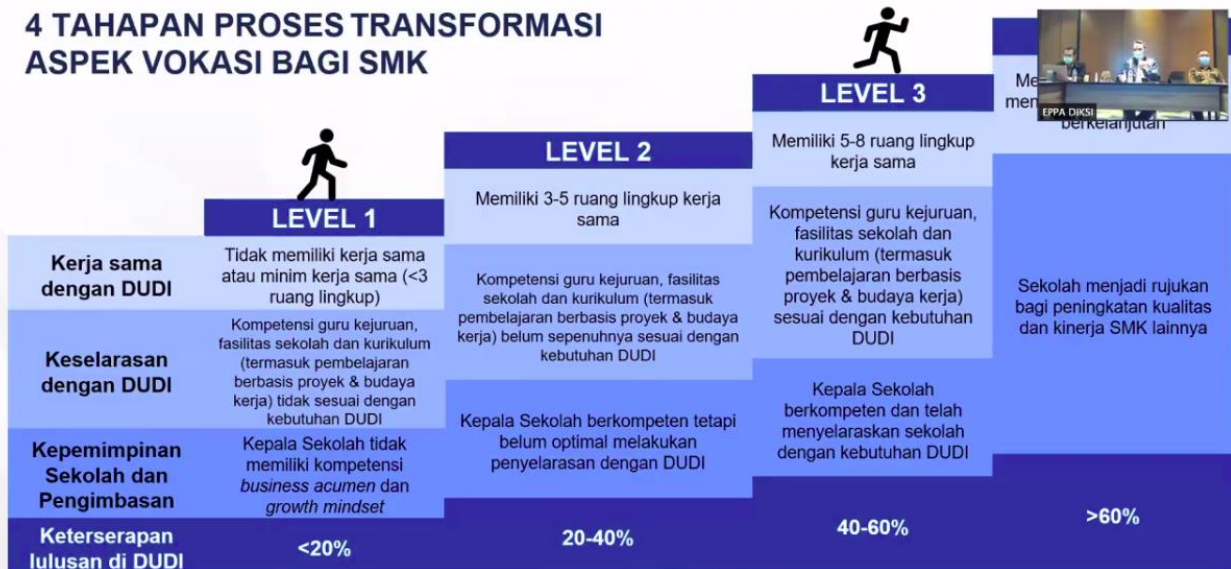 4 TAHAPAN PROSES TRANSFORMASI
ASPEK VOKASI BAGI SMK
LEVEL 1
LEVEL 2
LEVEL 3
EPPA DIKSI
Kerja sama
dengan DUDI
Tidak memiliki kerja sama
atau minim kerja sama (<3
ruang lingkup)
Memiliki 3-5 ruang lingkup kerja
sama
Memiliki 5-8 ruang lingkup
kerja sama
berkelanjutan
Keselarasan
dengan DUDI
Kompetensi guru kejuruan,
fasilitas sekolah dan kurikulum
(termasuk pembelajaran
berbasis proyek & budaya
kerja) tidak sesuai dengan
kebutuhan DUDI
Kompetensi guru kejuruan, fasilitas
sekolah dan kurikulum (termasuk
pembelajaran berbasis proyek & budaya
kerja) belum sepenuhnya sesuai dengan
kebutuhan DUDI
Kompetensi guru kejuruan,
fasilitas sekolah dan
kurikulum (termasuk
pembelajaran berbasis
proyek & budaya kerja)
sesuai dengan kebutuhan
DUDI
Sekolah menjadi rujukan
bagi peningkatan kualitas
dan kinerja SMK lainnya
Kepemimpinan
Sekolah dan
Pengimbasan
Kepala Sekolah tidak
memiliki kompetensi
business acumen dan
growth mindset
Kepala Sekolah berkompeten tetapi
belum optimal melakukan
penyelarasan dengan DUDI
Kepala Sekolah
berkompeten dan telah
menyelaraskan sekolah
dengan kebutuhan DUDI
Keterserapan
lulusan di DUDI
<20%
20-40%
40-60%
>60%